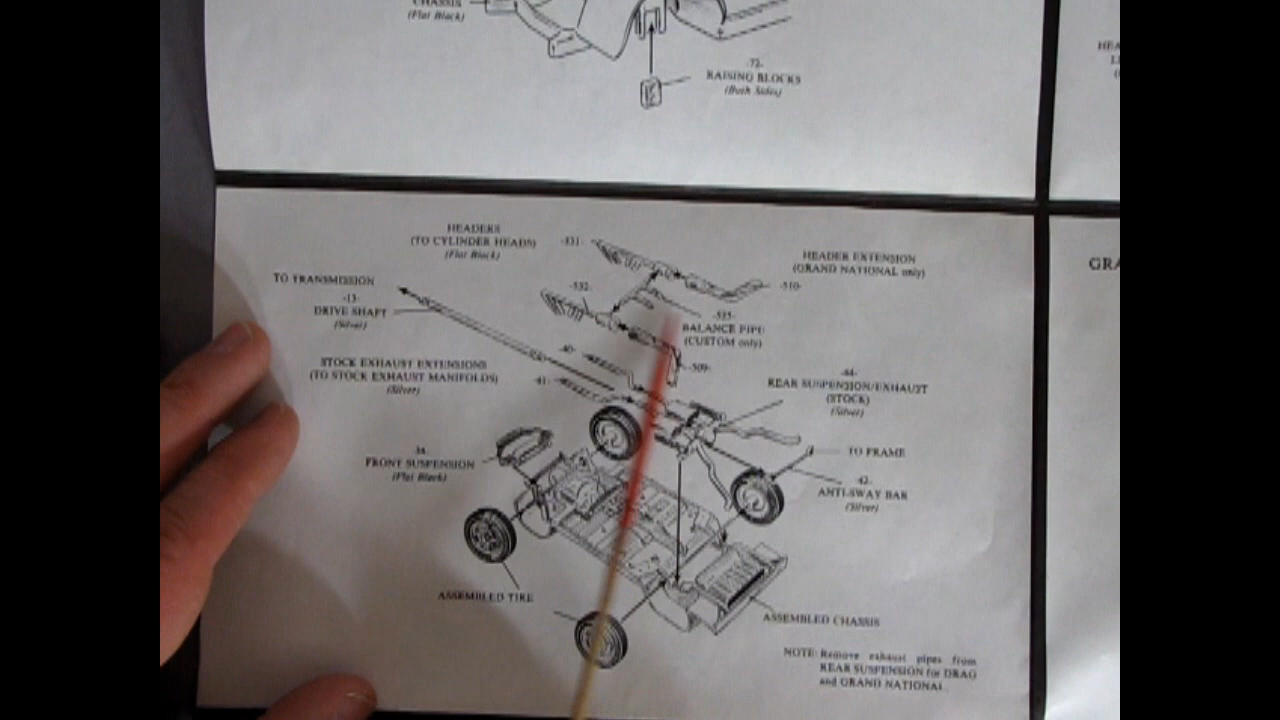 CHASSIS
(Flat Black)
-72-
RAISING BLOCKS
(Both Sides)
HEADERS
(TO CYLINDER HEADS)
(Flat Black)
-531-
HEADER EXTENSION
(GRAND NATIONAL only)
-510-
TO TRANSMISSION
-13-
DRIVE SHAFT
(Silver)
-532-
-535-
BALANCE PIPE
(CUSTOM only)
-509-
STOCK EXHAUST EXTENSIONS
(TO STOCK EXHAUST MANIFOLDS)
(Silver)
-40-
-41-
-44-
REAR SUSPENSION/EXHAUST
(STOCK)
(Silver)
FRONT SUSPENSION
(Flat Black)
TO FRAME
-42-
ANTI-SWAY BAR
(Silver)
ASSEMBLED TIRE
ASSEMBLED CHASSIS
NOTE: Remove exhaust pipes from
REAR SUSPENSION for DRAG
and GRAND NATIONAL.
GRA